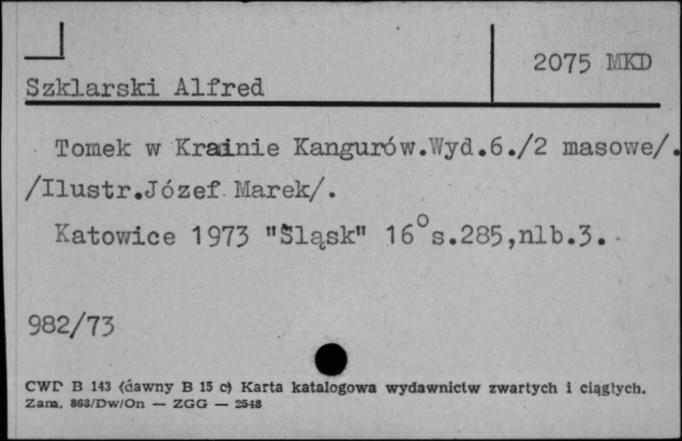 2075 MKD
Szklarski Alfred
Tomek w Krainie Kangurów.Wyd.6./2 masowe/.
/Ilustr.Józef Marek/.
Katowice 1973 "Śląsk" 16° s.285,nlb.3.
982/73
CWD B 143 (dawny B 15 c) Karta katalogowa wydawnictw zwartych i ciągłych.
Zam. 863/Dw/On — ZGG — 2548